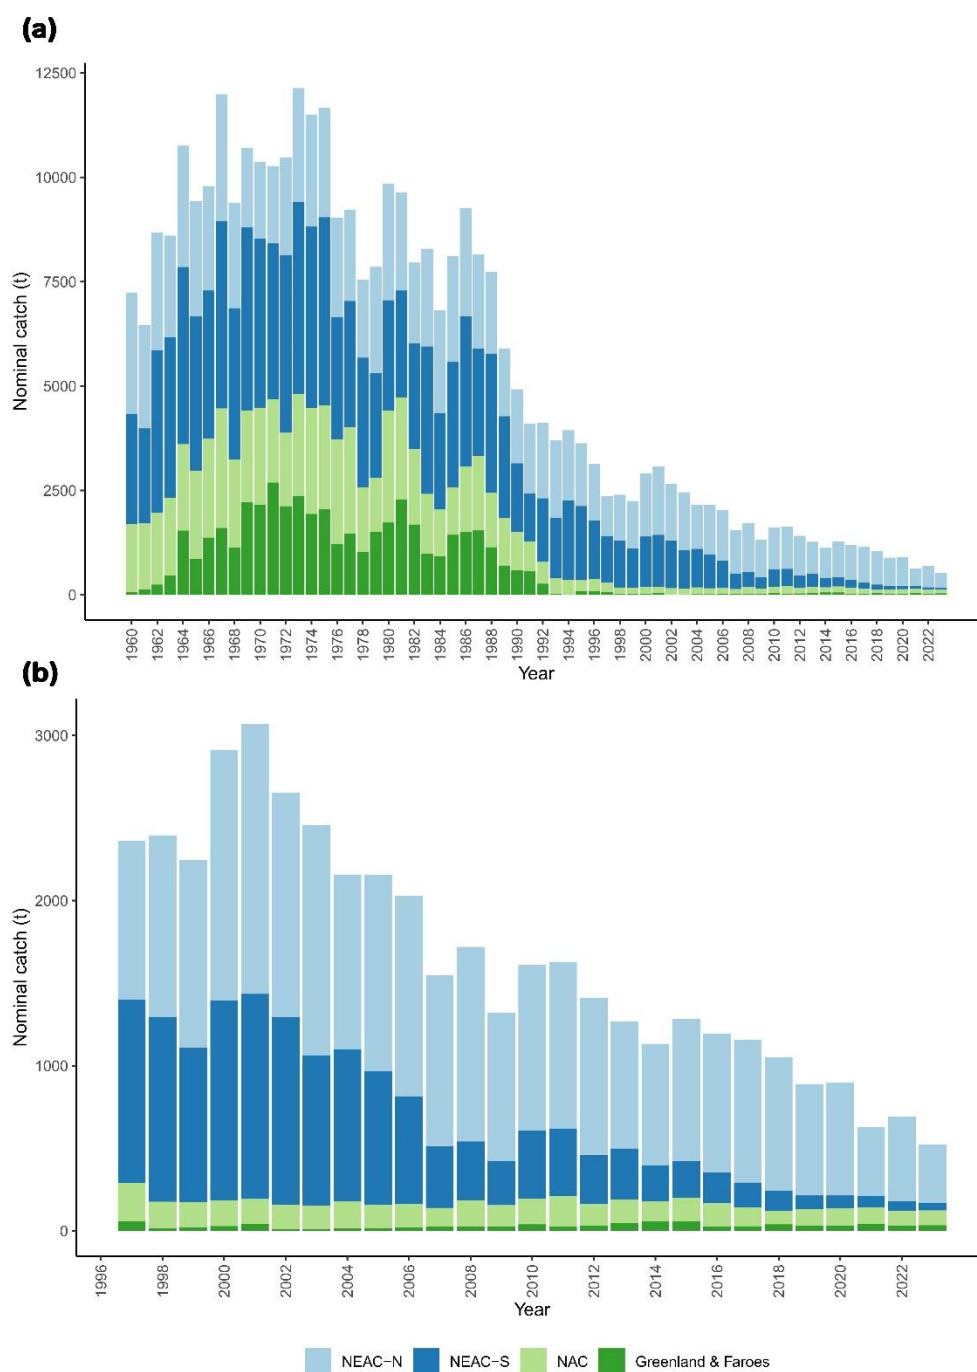 (a)
Nominal catch (t)
12500
10000
7500
5000
2500
0
1960 1962 1964 1966 1968 1970 1972 1974 1976 1978 1980 1982 1984 1986 1988 1990 1992 1994 1996 1998 2000 2002 2004 2006 2008 2010 2012 2014 2016 2018 2020 2022
Year
(b)
Nominal catch (t)
3000
2000
1000
0
1996 1998 2000 2002 2004 2006 2008 2010 2012 2014 2016 2018 2020 2022
Year
NEAC−N NEAC−S NAC Greenland & Faroes